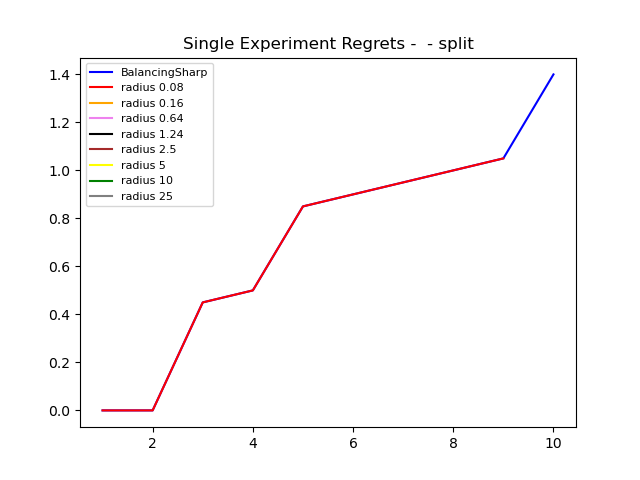 Single Experiment Regrets -  - split
1.4
1.2
1.0
0.8
0.6
0.4
0.2
0.0
BalancingSharp
radius 0.08
radius 0.16
radius 0.64
radius 1.24
radius 2.5
radius 5
radius 10
radius 25
2 4 6 8 10